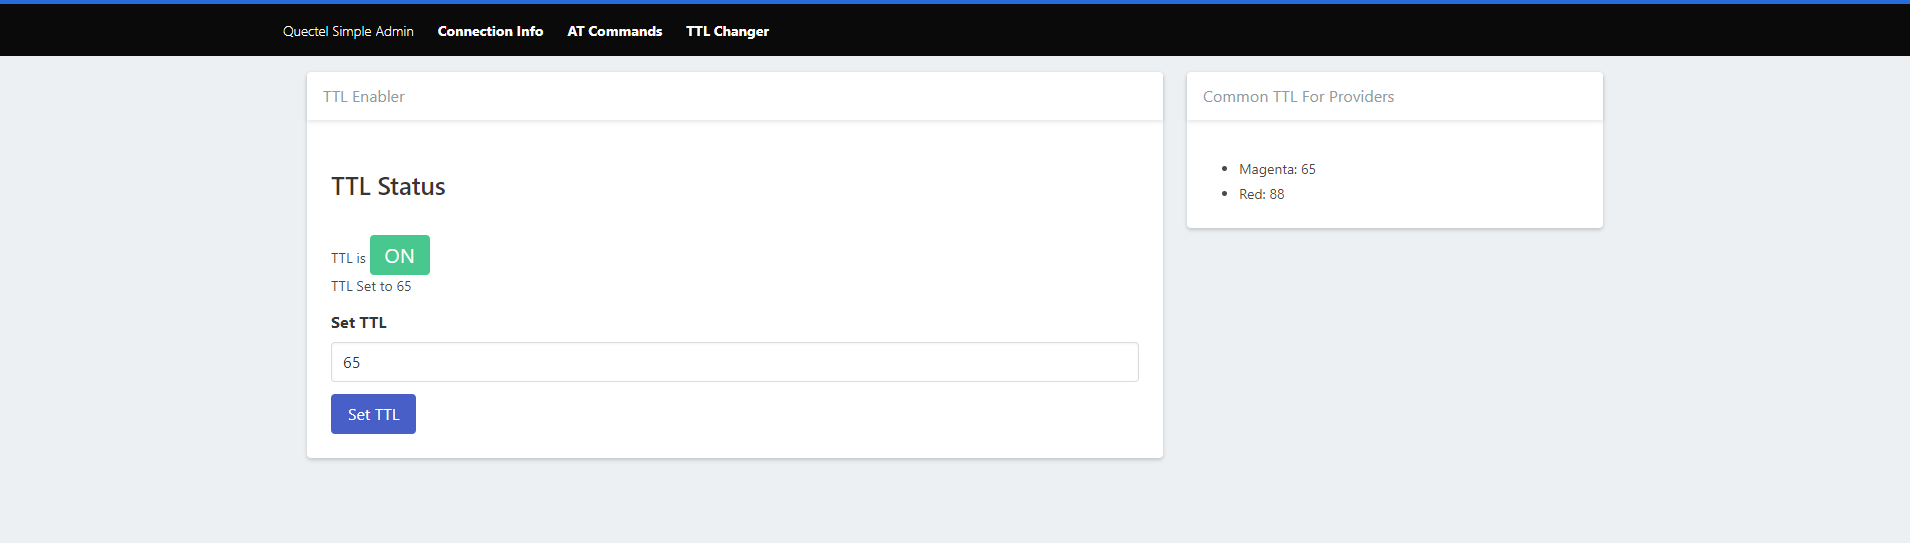 Quectel Simple Admin Connection Info AT Commands TTL Changer
TTL Enabler
TTL Status
TTL is ON
TTL Set to 65
Set TTL
65
Set TTL
Common TTL For Providers
Magenta: 65
Red: 88